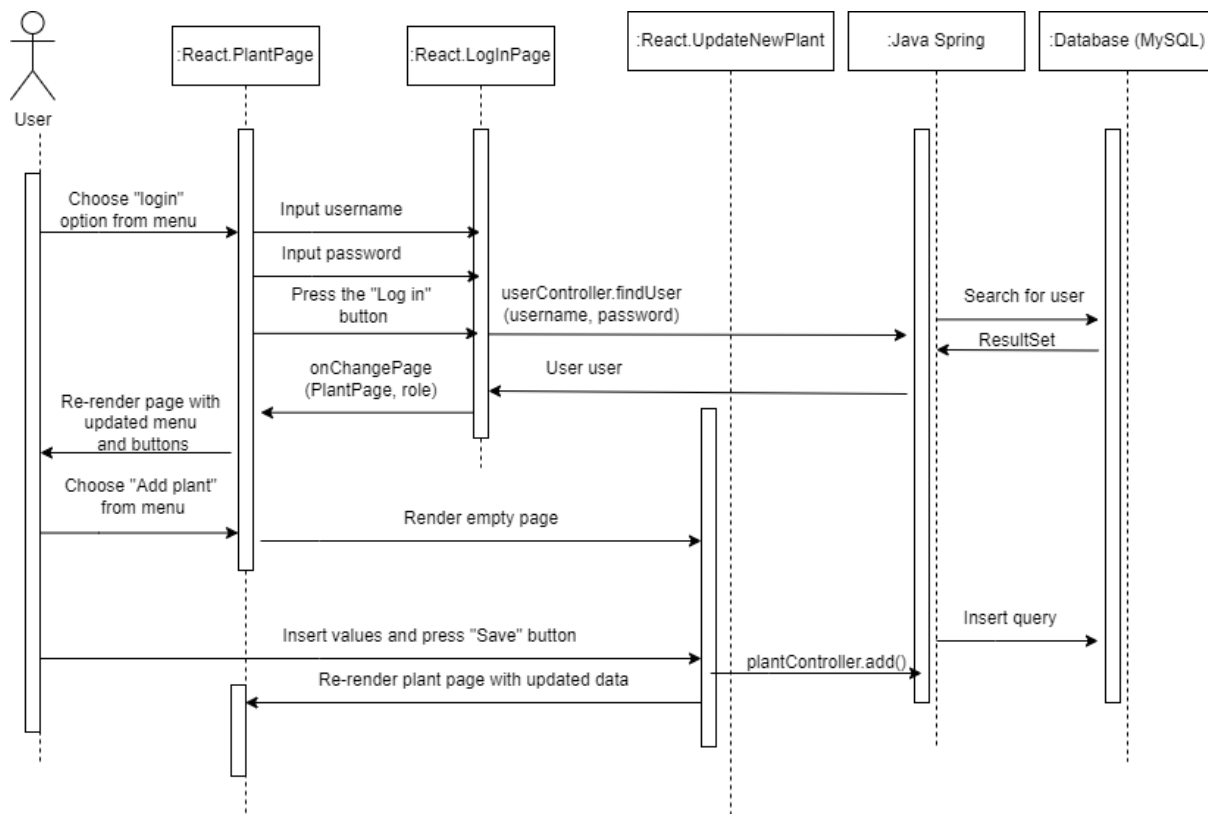 :React.PlantPage
:React.LogInPage
:React.UpdateNewPlant
:Java Spring
:Database (MySQL)
User
Choose "login"
option from menu
Input username
Input password
Press the "Log in"
button
userController.findUser
(username, password)
Search for user
ResultSet
User user
onChangePage
(PlantPage, role)
Re-render page with
updated menu
and buttons
Choose "Add plant"
from menu
Render empty page
Insert query
Insert values and press "Save" button
plantController.add()
Re-render plant page with updated data